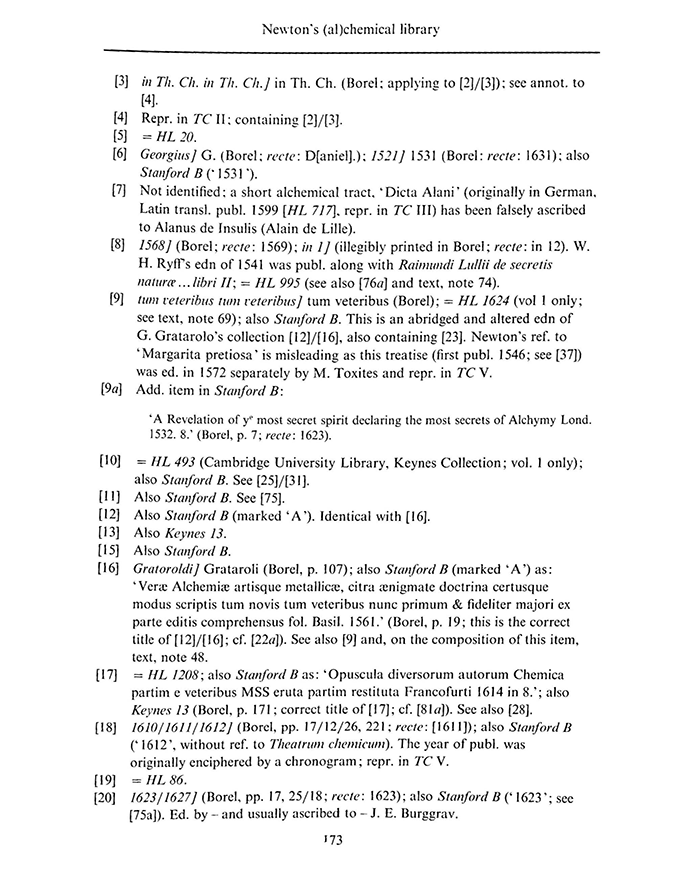 Newton's (al)chemical library
[3] in Th. Ch. in Th. Ch.] in Th. Ch. (Borel; applying to [2]/[3]); see annot. to
[4].
[4] Repr. in TC II; containing [2]/[3].
[5] = HL 20.
[6] Georgius] G. (Borel; recte: D[aniel].); 1521] 1531 (Borel: recte: 1631); also
Stanford B ('1531').
[7] Not identified; a short alchemical tract, 'Dicta Alani' (originally in German,
Latin transl. publ. 1599 [HL 717], repr. in TC III) has been falsely ascribed
to Alanus de Insulis (Alain de Lille).
[8] 1568] (Borel; recte: 1569); in 1] (illegibly printed in Borel; recte: in 12). W.
H. Ryff's edn of 1541 was publ. along with Raimundi Lullii de secretis
naturæ...libri II; = HL 995 (see also [76a] and text, note 74).
[9] tum veteribus tum veteribus] tum veteribus (Borel); = HL 1624 (vol 1 only;
see text, note 69); also Stanford B. This is an abridged and altered edn of
G. Gratarolo's collection [12]/[16], also containing [23]. Newton's ref. to
'Margarita pretiosa' is misleading as this treatise (first publ. 1546; see [37])
was ed. in 1572 separately by M. Toxites and repr. in TC V.
[9a] Add. item in Stanford B:
'A Revelation of yᵉ most secret spirit declaring the most secrets of Alchymy Lond.
1532. 8.' (Borel, p. 7; recte: 1623).
[10] = HL 493 (Cambridge University Library, Keynes Collection; vol. 1 only);
also Stanford B. See [25]/[31].
[11] Also Stanford B. See [75].
[12] Also Stanford B (marked 'A'). Identical with [16].
[13] Also Keynes 13.
[15] Also Stanford B.
[16] Gratoroldi] Grataroli (Borel, p. 107); also Stanford B (marked 'A') as:
'Veræ Alchemiæ artisque metallicæ, citra ænigmate doctrina certusque
modus scriptis tum novis tum veteribus nunc primum & fideliter majori ex
parte editis comprehensus fol. Basil. 1561.' (Borel, p. 19; this is the correct
title of [12]/[16]; cf. [22a]). See also [9] and, on the composition of this item,
text, note 48.
[17] = HL 1208; also Stanford B as: 'Opuscula diversorum autorum Chemica
partim e veteribus MSS eruta partim restituta Francofurti 1614 in 8.'; also
Keynes 13 (Borel, p. 171; correct title of [17]; cf. [81a]). See also [28].
[18] 1610/1611/1612] (Borel, pp. 17/12/26, 221; recte: [1611]); also Stanford B
('1612', without ref. to Theatrum chemicum). The year of publ. was
originally enciphered by a chronogram; repr. in TC V.
[19] = HL 86.
[20] 1623/1627] (Borel, pp. 17, 25/18; recte: 1623); also Stanford B ('1623'; see
[75a]). Ed. by – and usually ascribed to – J. E. Burggrav.
173